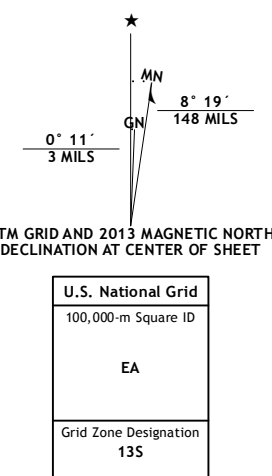 ★
MN
8° 19´
148 MILS
GN
0° 11´
3 MILS
TM GRID AND 2013 MAGNETIC NORTH
DECLINATION AT CENTER OF SHEET
U.S. National Grid
100,000-m Square ID
EA
Grid Zone Designation
13S